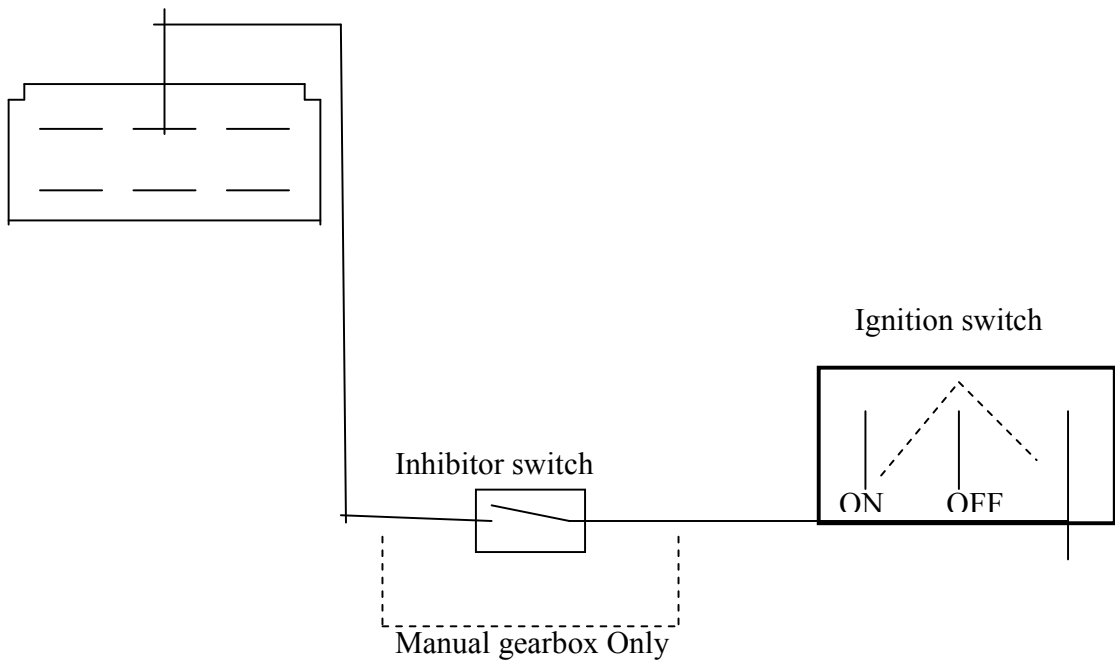 Ignition switch
Inhibitor switch
ON OFF
Manual gearbox Only